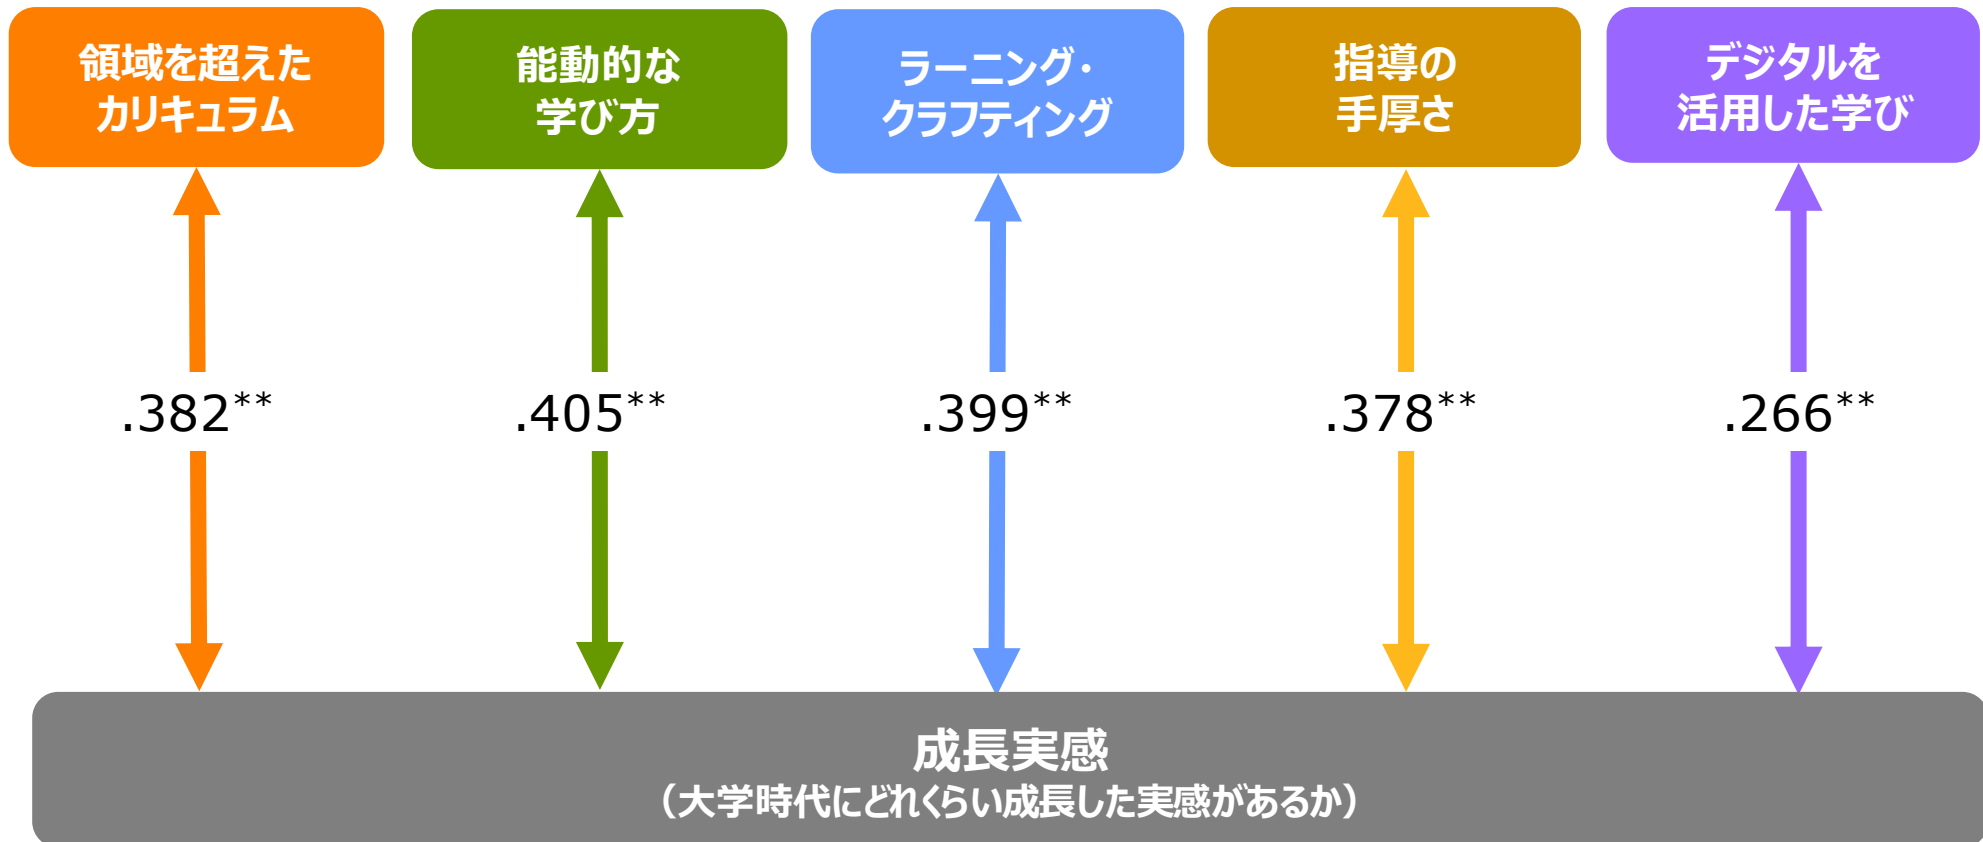 領域を超えた
カリキュラム
能動的な
学び方
ラーニング・
クラフティング
指導の
手厚さ
デジタルを
活用した学び
.382**
.405**
.399**
.378**
.266**
成長実感
（大学時代にどれくらい成長した実感があるか）